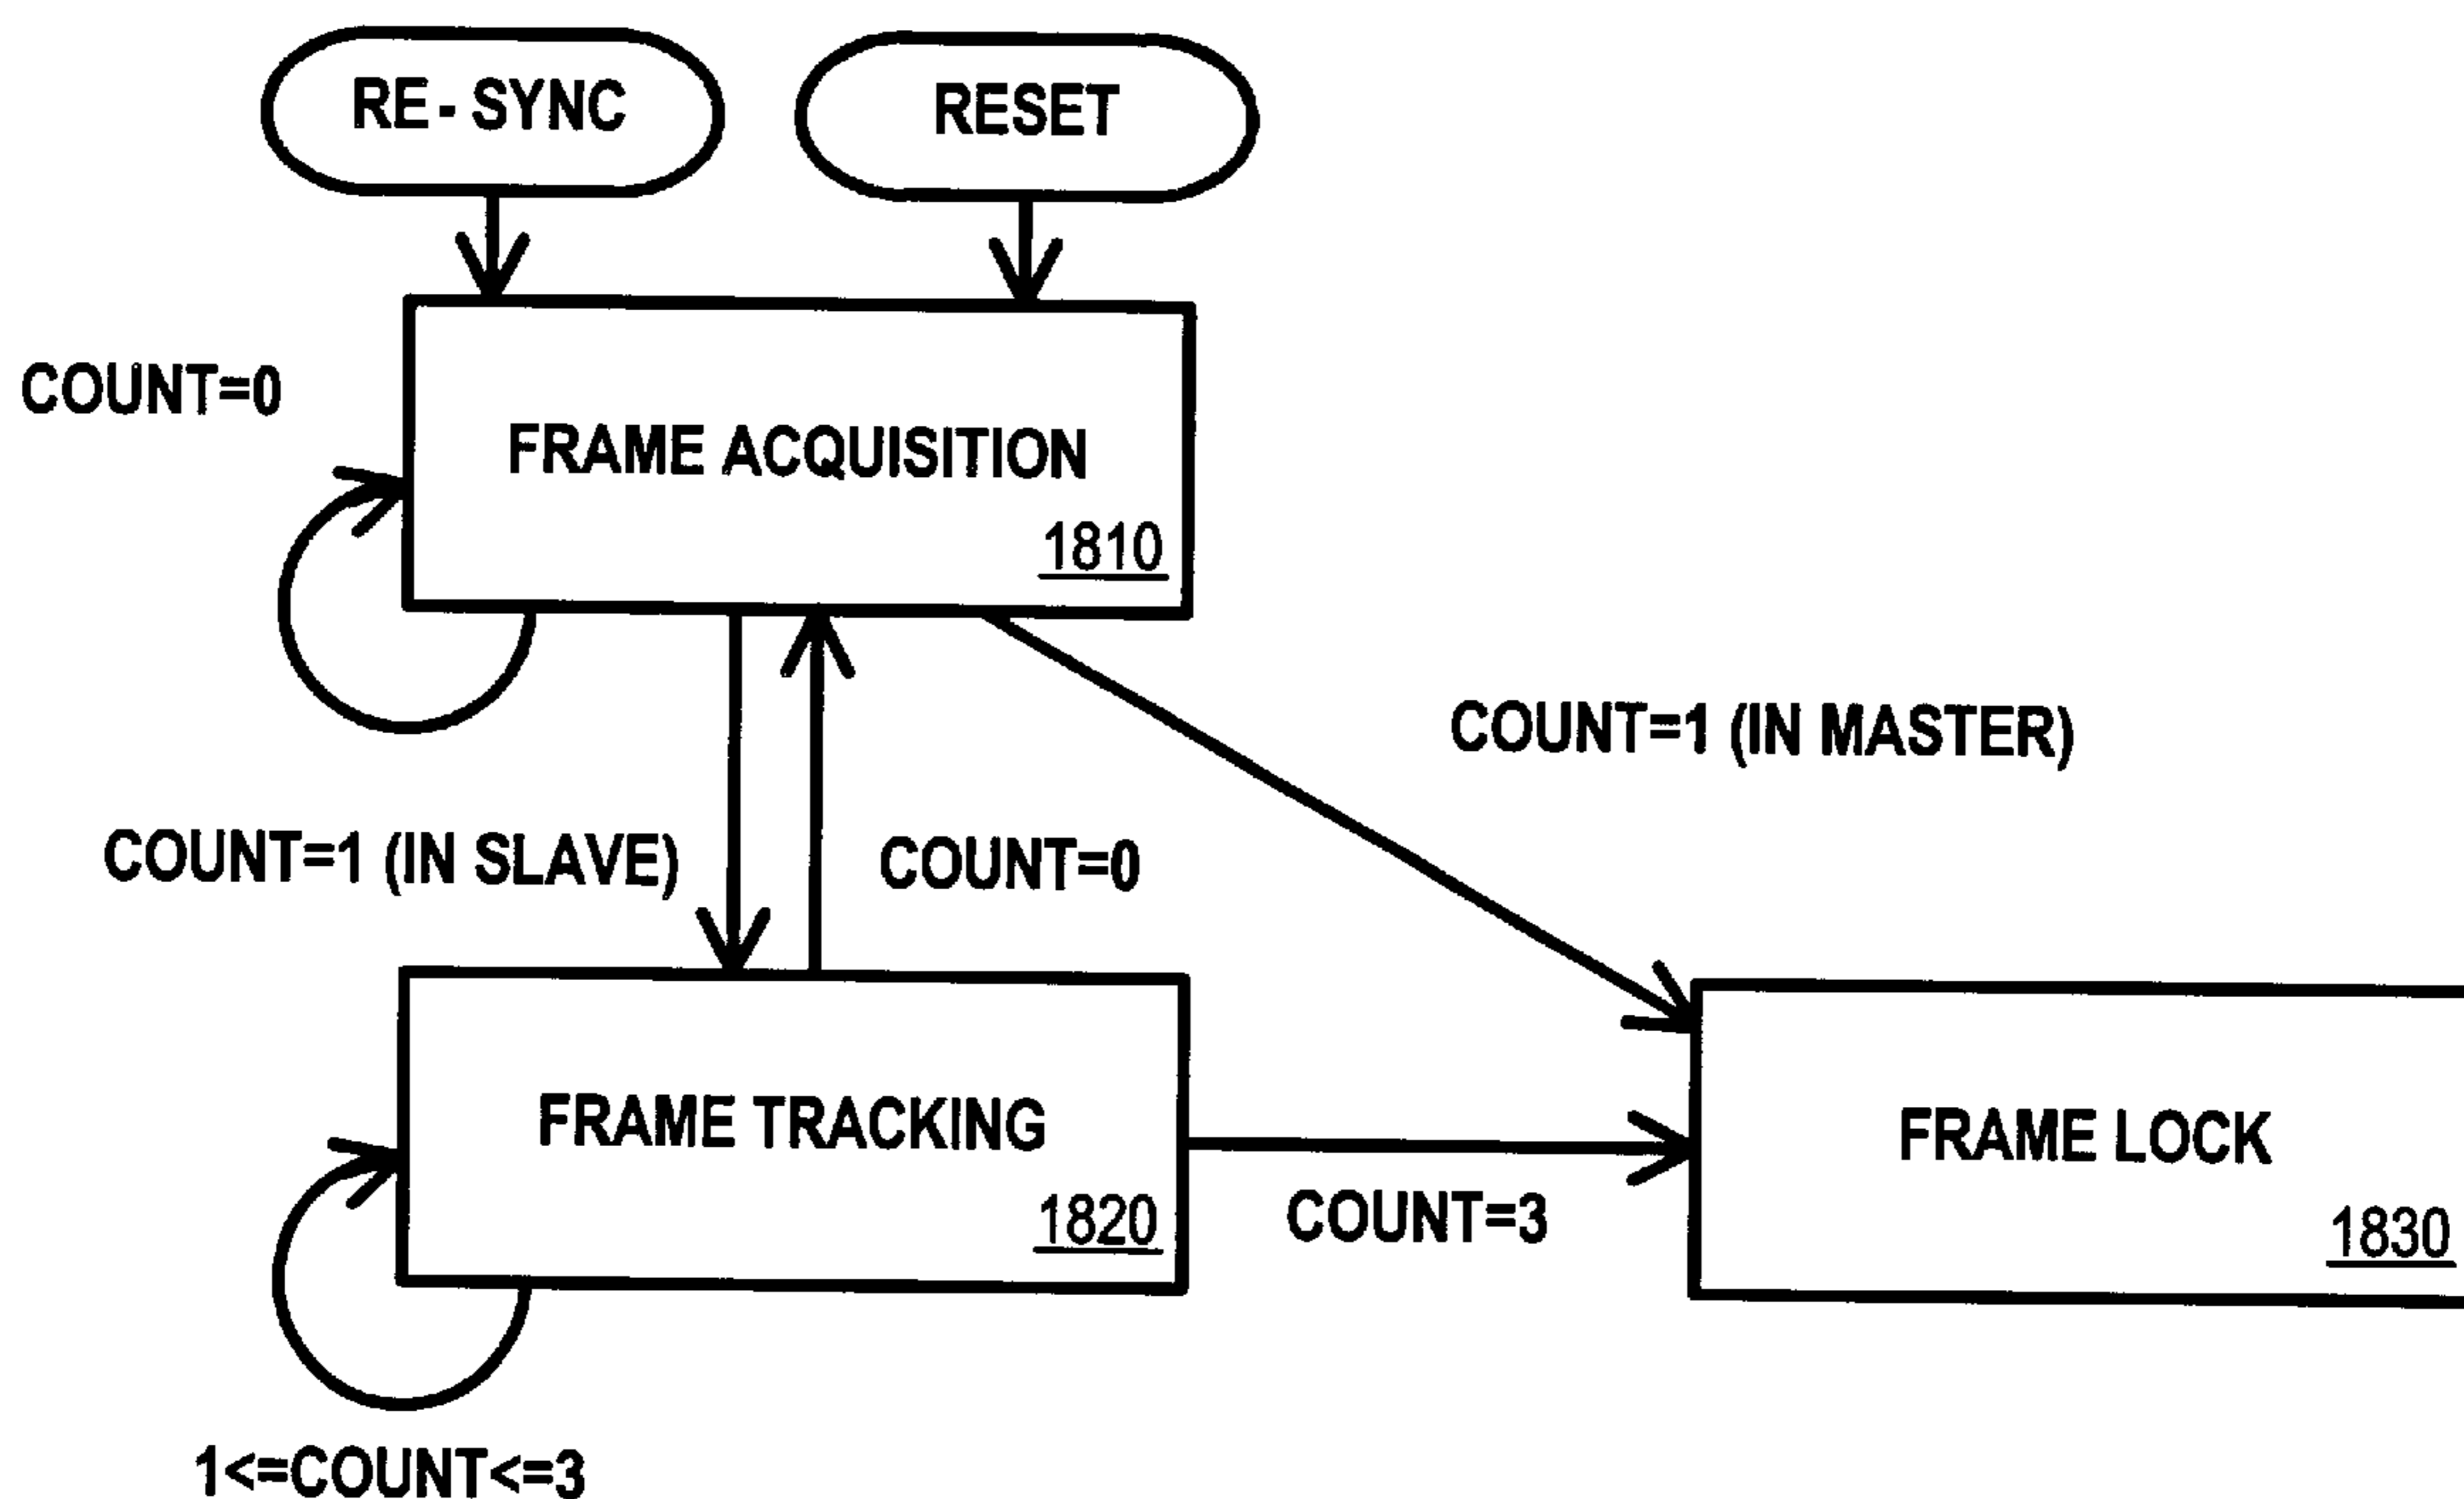 RE- SYNC
RESET
COUNT=0
FRAME ACQUISITION
1810
COUNT=1 (IN MASTER)
COUNT=1 (IN SLAVE)
COUNT=0
FRAME TRACKING
1820
COUNT=3
FRAME LOCK
1830
1<=COUNT<=3